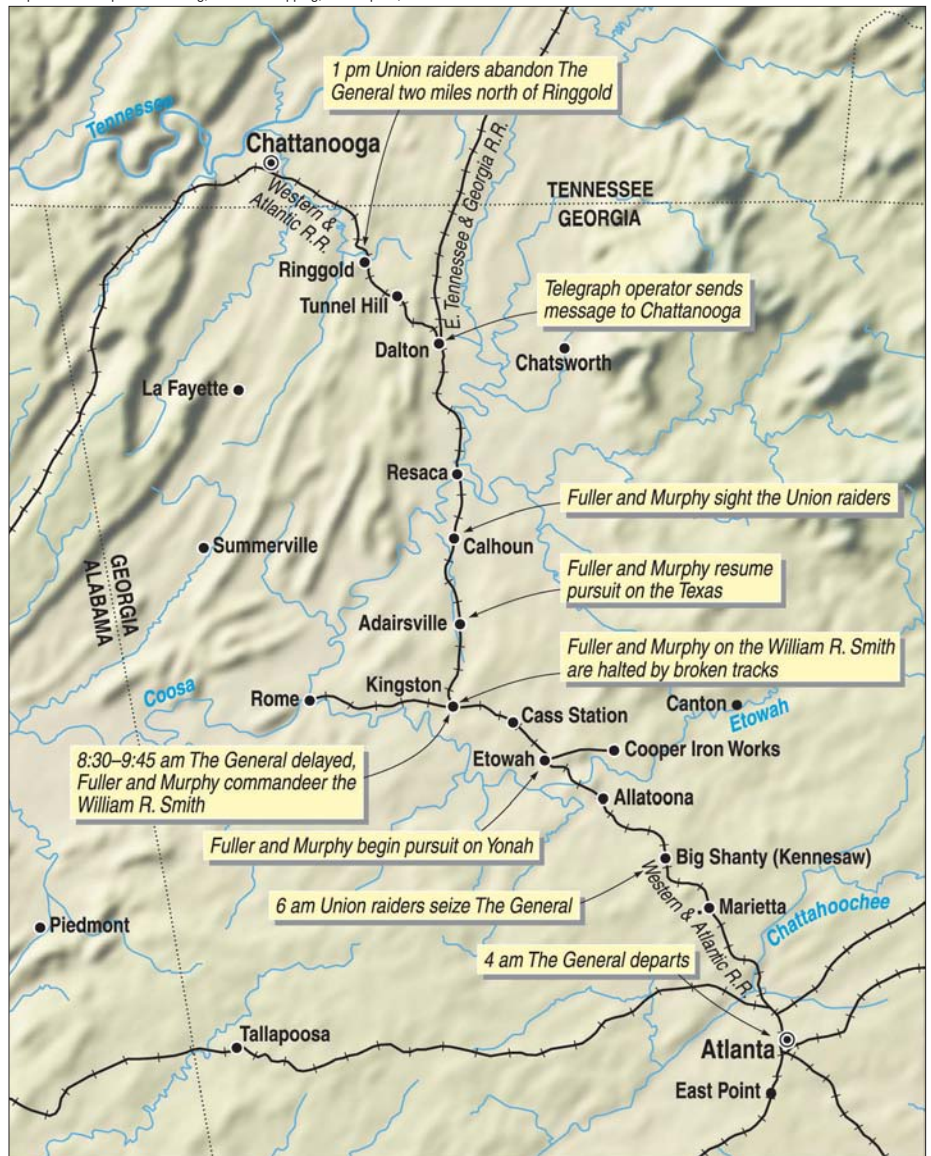 1 pm Union raiders abandon The
General two miles north of Ringgold
Tennessee
Chattanooga
Western &
Atlantic R.R.
E. Tennessee & Georgia R.R.
TENNESSEE
GEORGIA
Ringgold
Tunnel Hill
Telegraph operator sends
message to Chattanooga
Dalton
Chatsworth
La Fayette
Resaca
Fuller and Murphy sight the Union raiders
Calhoun
Summerville
GEORGIA
ALABAMA
Fuller and Murphy resume
pursuit on the Texas
Adairsville
Fuller and Murphy on the William R. Smith
are halted by broken tracks
Coosa
Rome
Kingston
Canton
Etowah
Cass Station
8:30–9:45 am The General delayed,
Fuller and Murphy commandeer the
William R. Smith
Etowah
Cooper Iron Works
Allatoona
Fuller and Murphy begin pursuit on Yonah
Big Shanty (Kennesaw)
6 am Union raiders seize The General
Western & Atlantic R.R.
Marietta
Chattahoochee
Piedmont
4 am The General departs
Tallapoosa
Atlanta
East Point